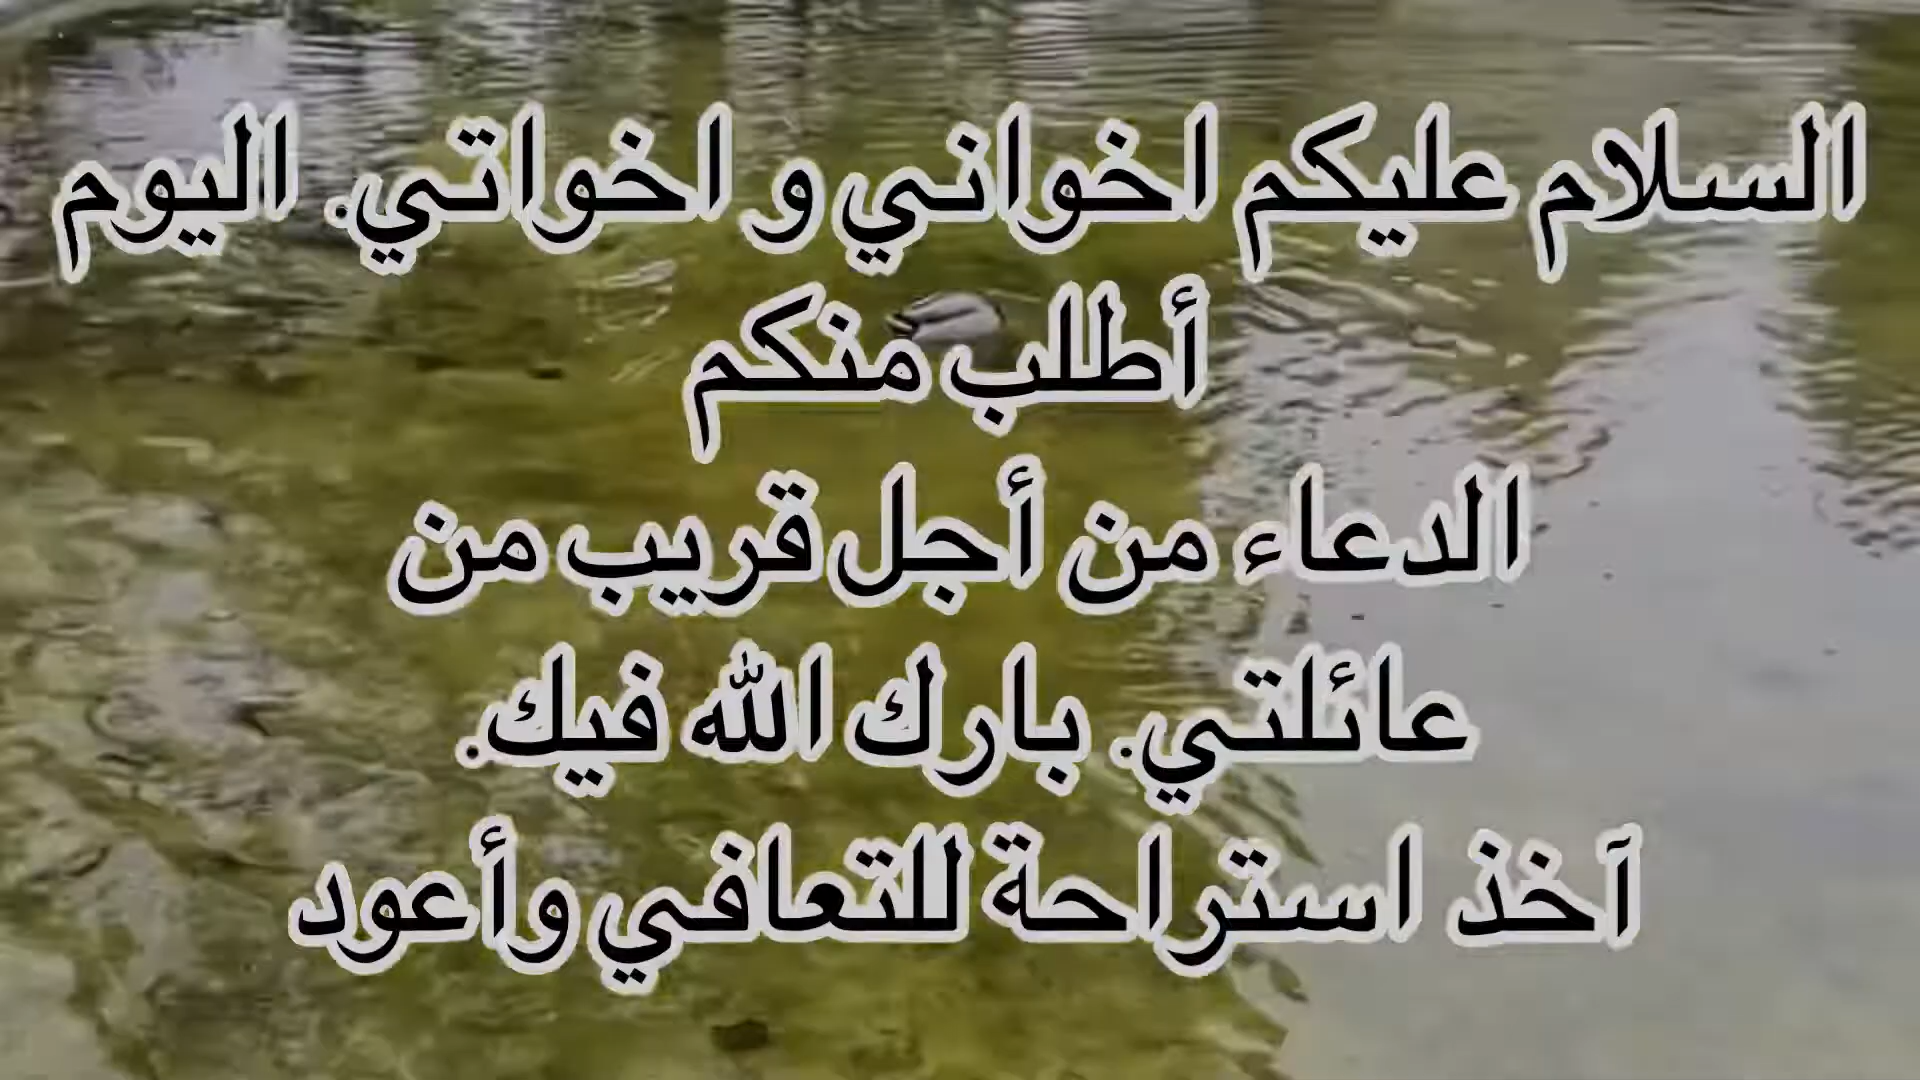 السلام عليكم اخواني و اخواتي. اليوم
أطلب منكم
الدعاء من أجل قريب من
عائلتي. بارك الله فيك.
آخذ استراحة للتعافي وأعود